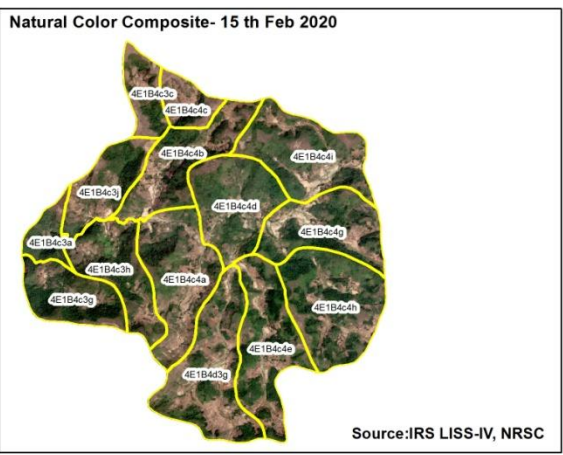 Natural Color Composite- 15 th Feb 2020
4E1B4c3c
4E1B4c4c
4E1B4c4b
4E1B4c4i
4E1B4c3j
4E1B4c4d
4E1B4c4g
4E1B4c3a
4E1B4c3h
4E1B4c4a
4E1B4c3g
4E1B4c4h
4E1B4c4e
4E1B4d3g
Source:IRS LISS-IV, NRSC